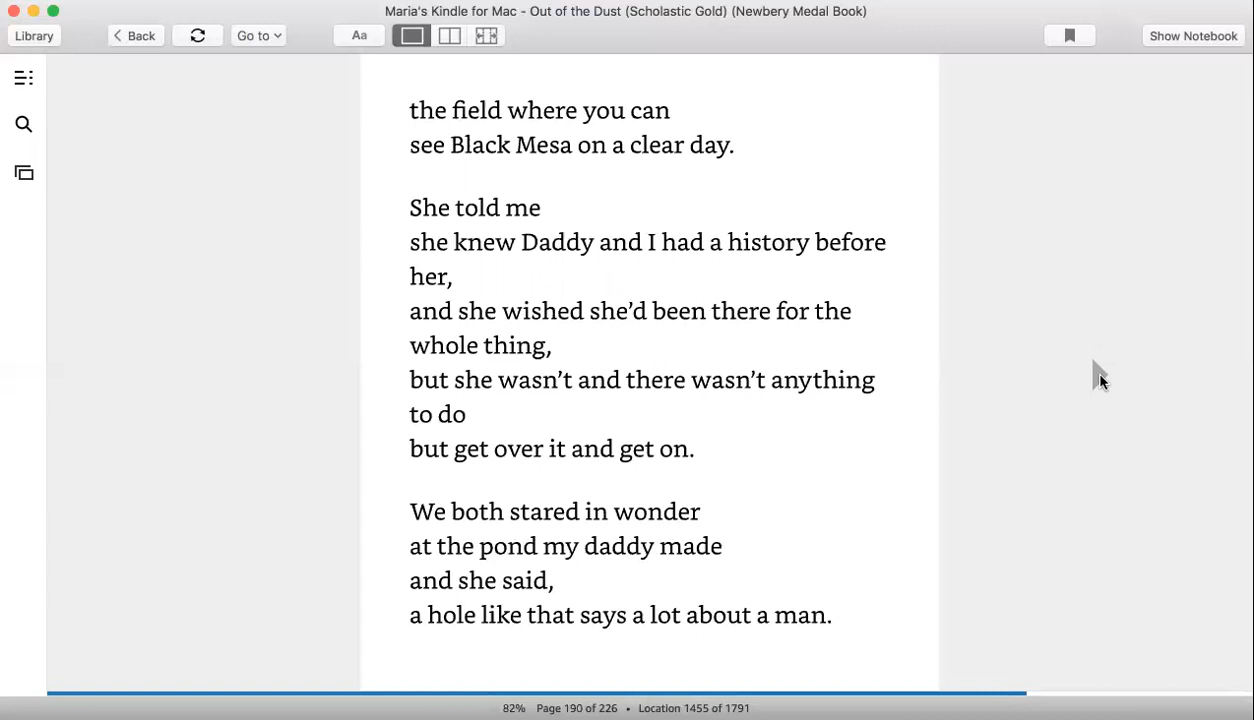 Maria's Kindle for Mac - Out of the Dust (Scholastic Gold) (Newbery Medal Book)
Library
Back
Go to
Aa
Show Notebook
the field where you can
see Black Mesa on a clear day.
She told me
she knew Daddy and I had a history before
her,
and she wished she’d been there for the
whole thing,
but she wasn’t and there wasn’t anything
to do
but get over it and get on.
We both stared in wonder
at the pond my daddy made
and she said,
a hole like that says a lot about a man.
82% Page 190 of 226 • Location 1455 of 1791